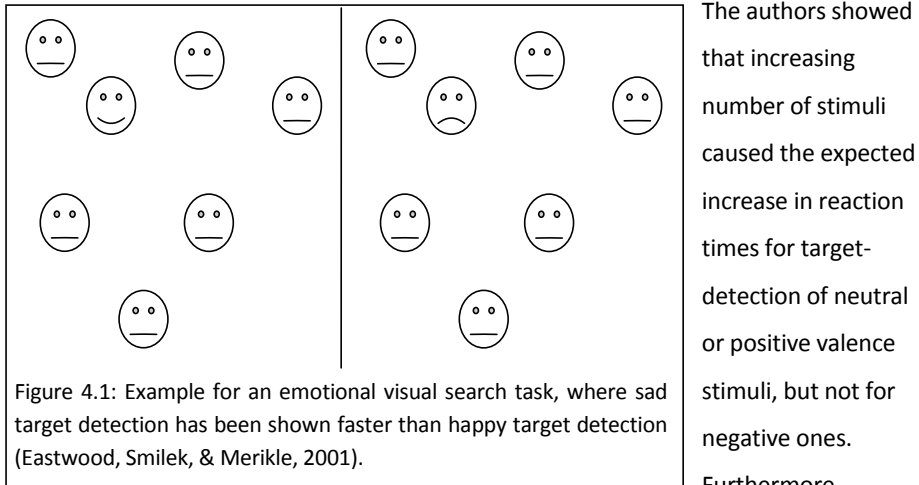 Figure 4.1: Example for an emotional visual search task, where sad
target detection has been shown faster than happy target detection
(Eastwood, Smilek, & Merikle, 2001).
The authors showed
that increasing
number of stimuli
caused the expected
increase in reaction
times for target-
detection of neutral
or positive valence
stimuli, but not for
negative ones.
Furthermore